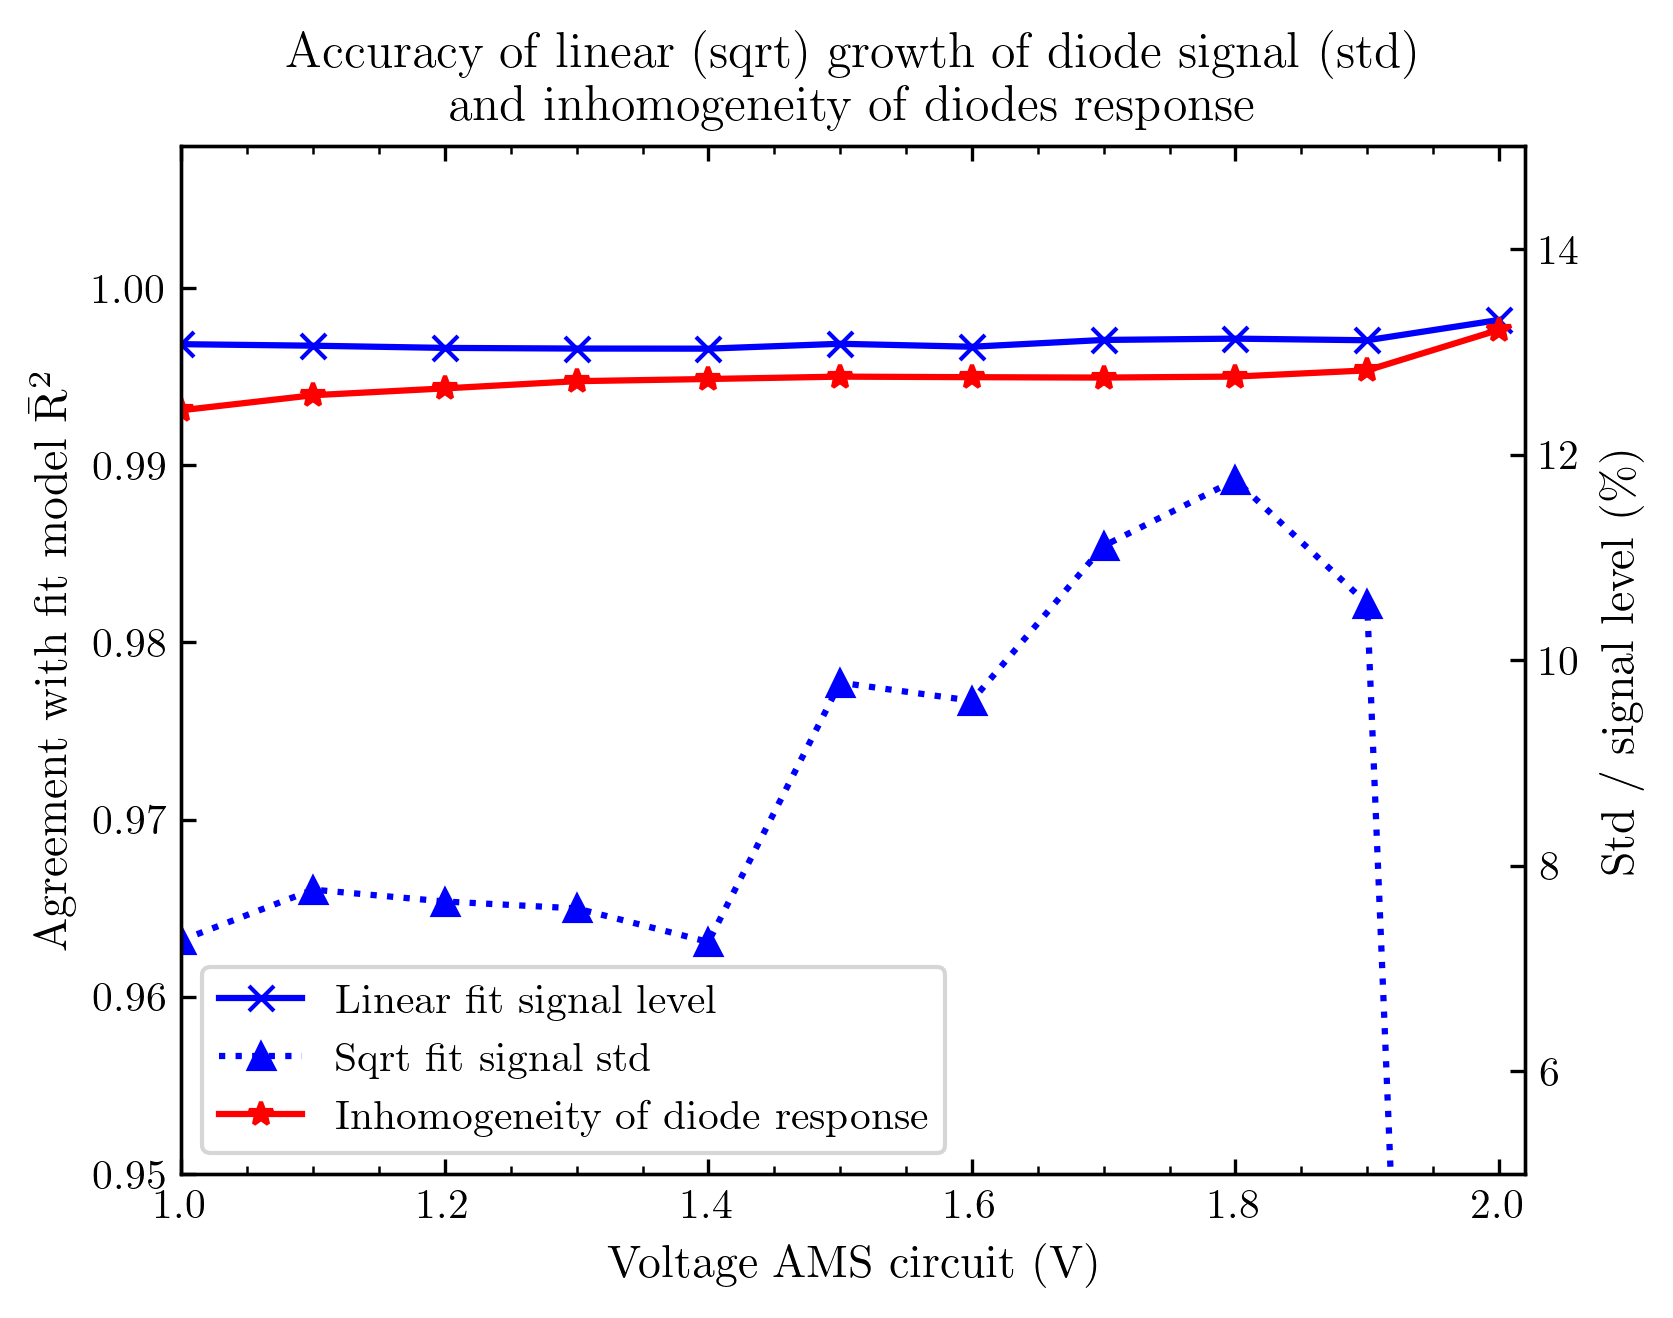 Accuracy of linear (sqrt) growth of diode signal (std)
and inhomogeneity of diodes response
Agreement with fit model R̄²
1.00
0.99
0.98
0.97
0.96
0.95
14
12
10
8
6
Std / signal level (%)
Linear fit signal level
Sqrt fit signal std
Inhomogeneity of diode response
1.0 1.2 1.4 1.6 1.8 2.0
Voltage AMS circuit (V)